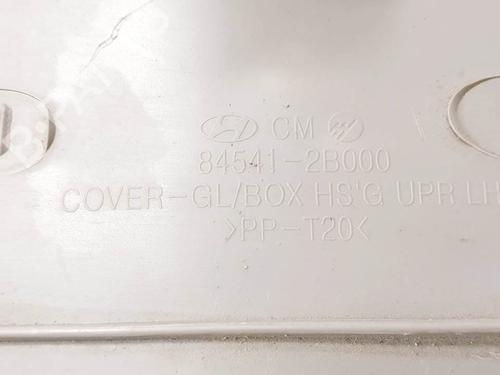 CM
84541-2B000
COVER-GL/BOX HS'G UPR LH
>PP-T20<